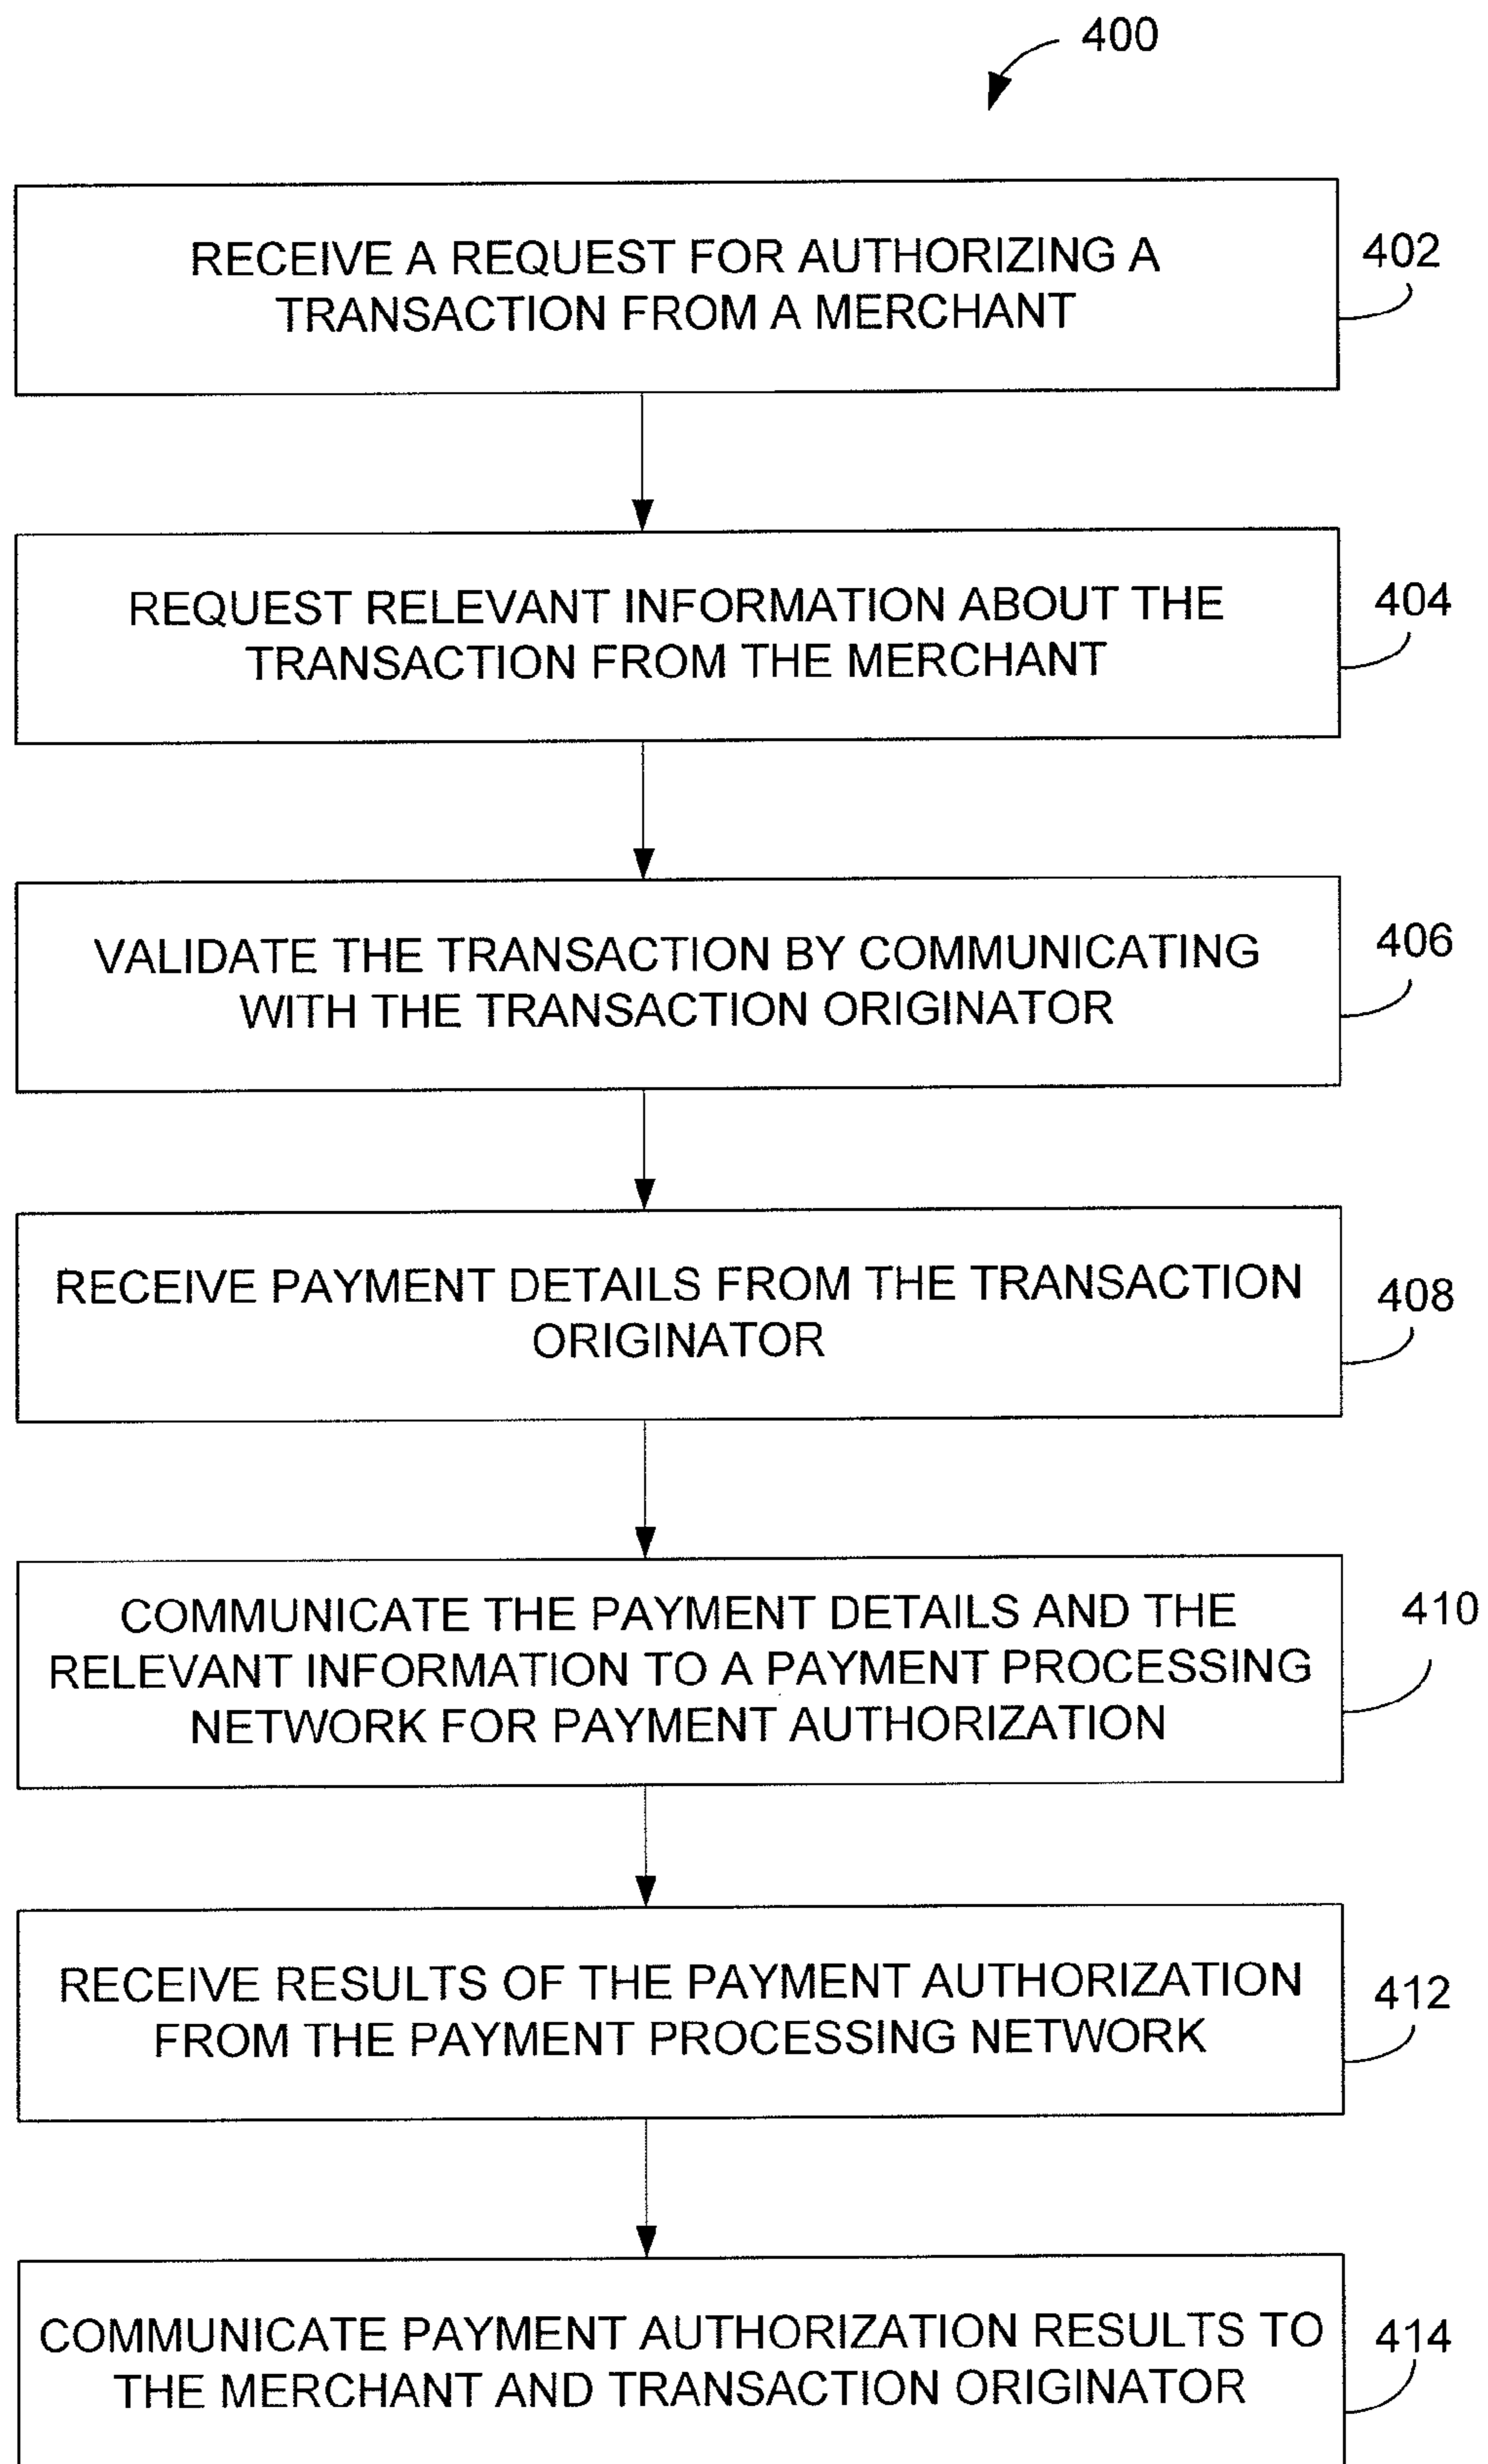 400
RECEIVE A REQUEST FOR AUTHORIZING A
TRANSACTION FROM A MERCHANT
402
REQUEST RELEVANT INFORMATION ABOUT THE
TRANSACTION FROM THE MERCHANT
404
VALIDATE THE TRANSACTION BY COMMUNICATING
WITH THE TRANSACTION ORIGINATOR
406
RECEIVE PAYMENT DETAILS FROM THE TRANSACTION
ORIGINATOR
408
COMMUNICATE THE PAYMENT DETAILS AND THE
RELEVANT INFORMATION TO A PAYMENT PROCESSING
NETWORK FOR PAYMENT AUTHORIZATION
410
RECEIVE RESULTS OF THE PAYMENT AUTHORIZATION
FROM THE PAYMENT PROCESSING NETWORK
412
COMMUNICATE PAYMENT AUTHORIZATION RESULTS TO
THE MERCHANT AND TRANSACTION ORIGINATOR
414